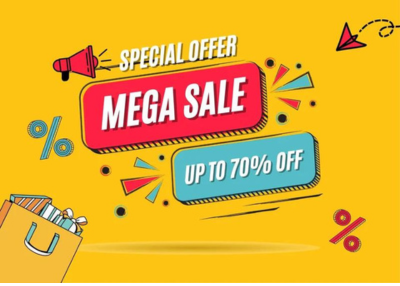 SPECIAL OFFER
MEGA SALE
%
UP TO 70% OFF
%